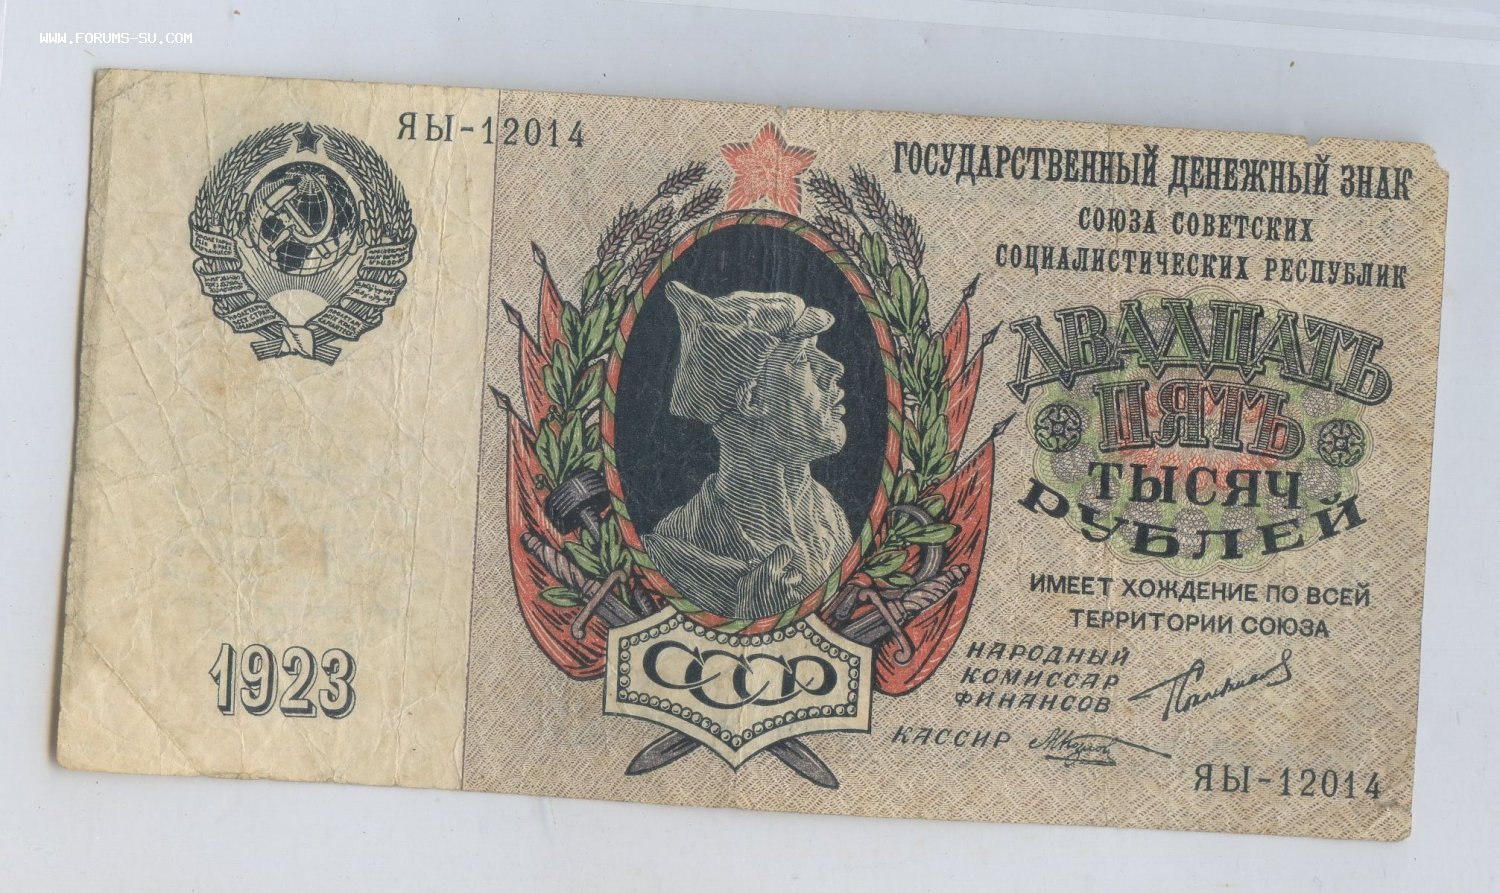 WWW.FORUMS-SU.COM
ЯЫ-12014
ГОСУДАРСТВЕННЫЙ ДЕНЕЖНЫЙ ЗНАК
СОЮЗА СОВЕТСКИХ
СОЦИАЛИСТИЧЕСКИХ РЕСПУБЛИК
ДВАДЦАТЬ
ПЯТЬ
ТЫСЯЧ
РУБЛЕЙ
ИМЕЕТ ХОЖДЕНИЕ ПО ВСЕЙ
ТЕРРИТОРИИ СОЮЗА
НАРОДНЫЙ
КОМИССАР
ФИНАНСОВ
КАССИР
1923
СССР
ЯЫ-12014